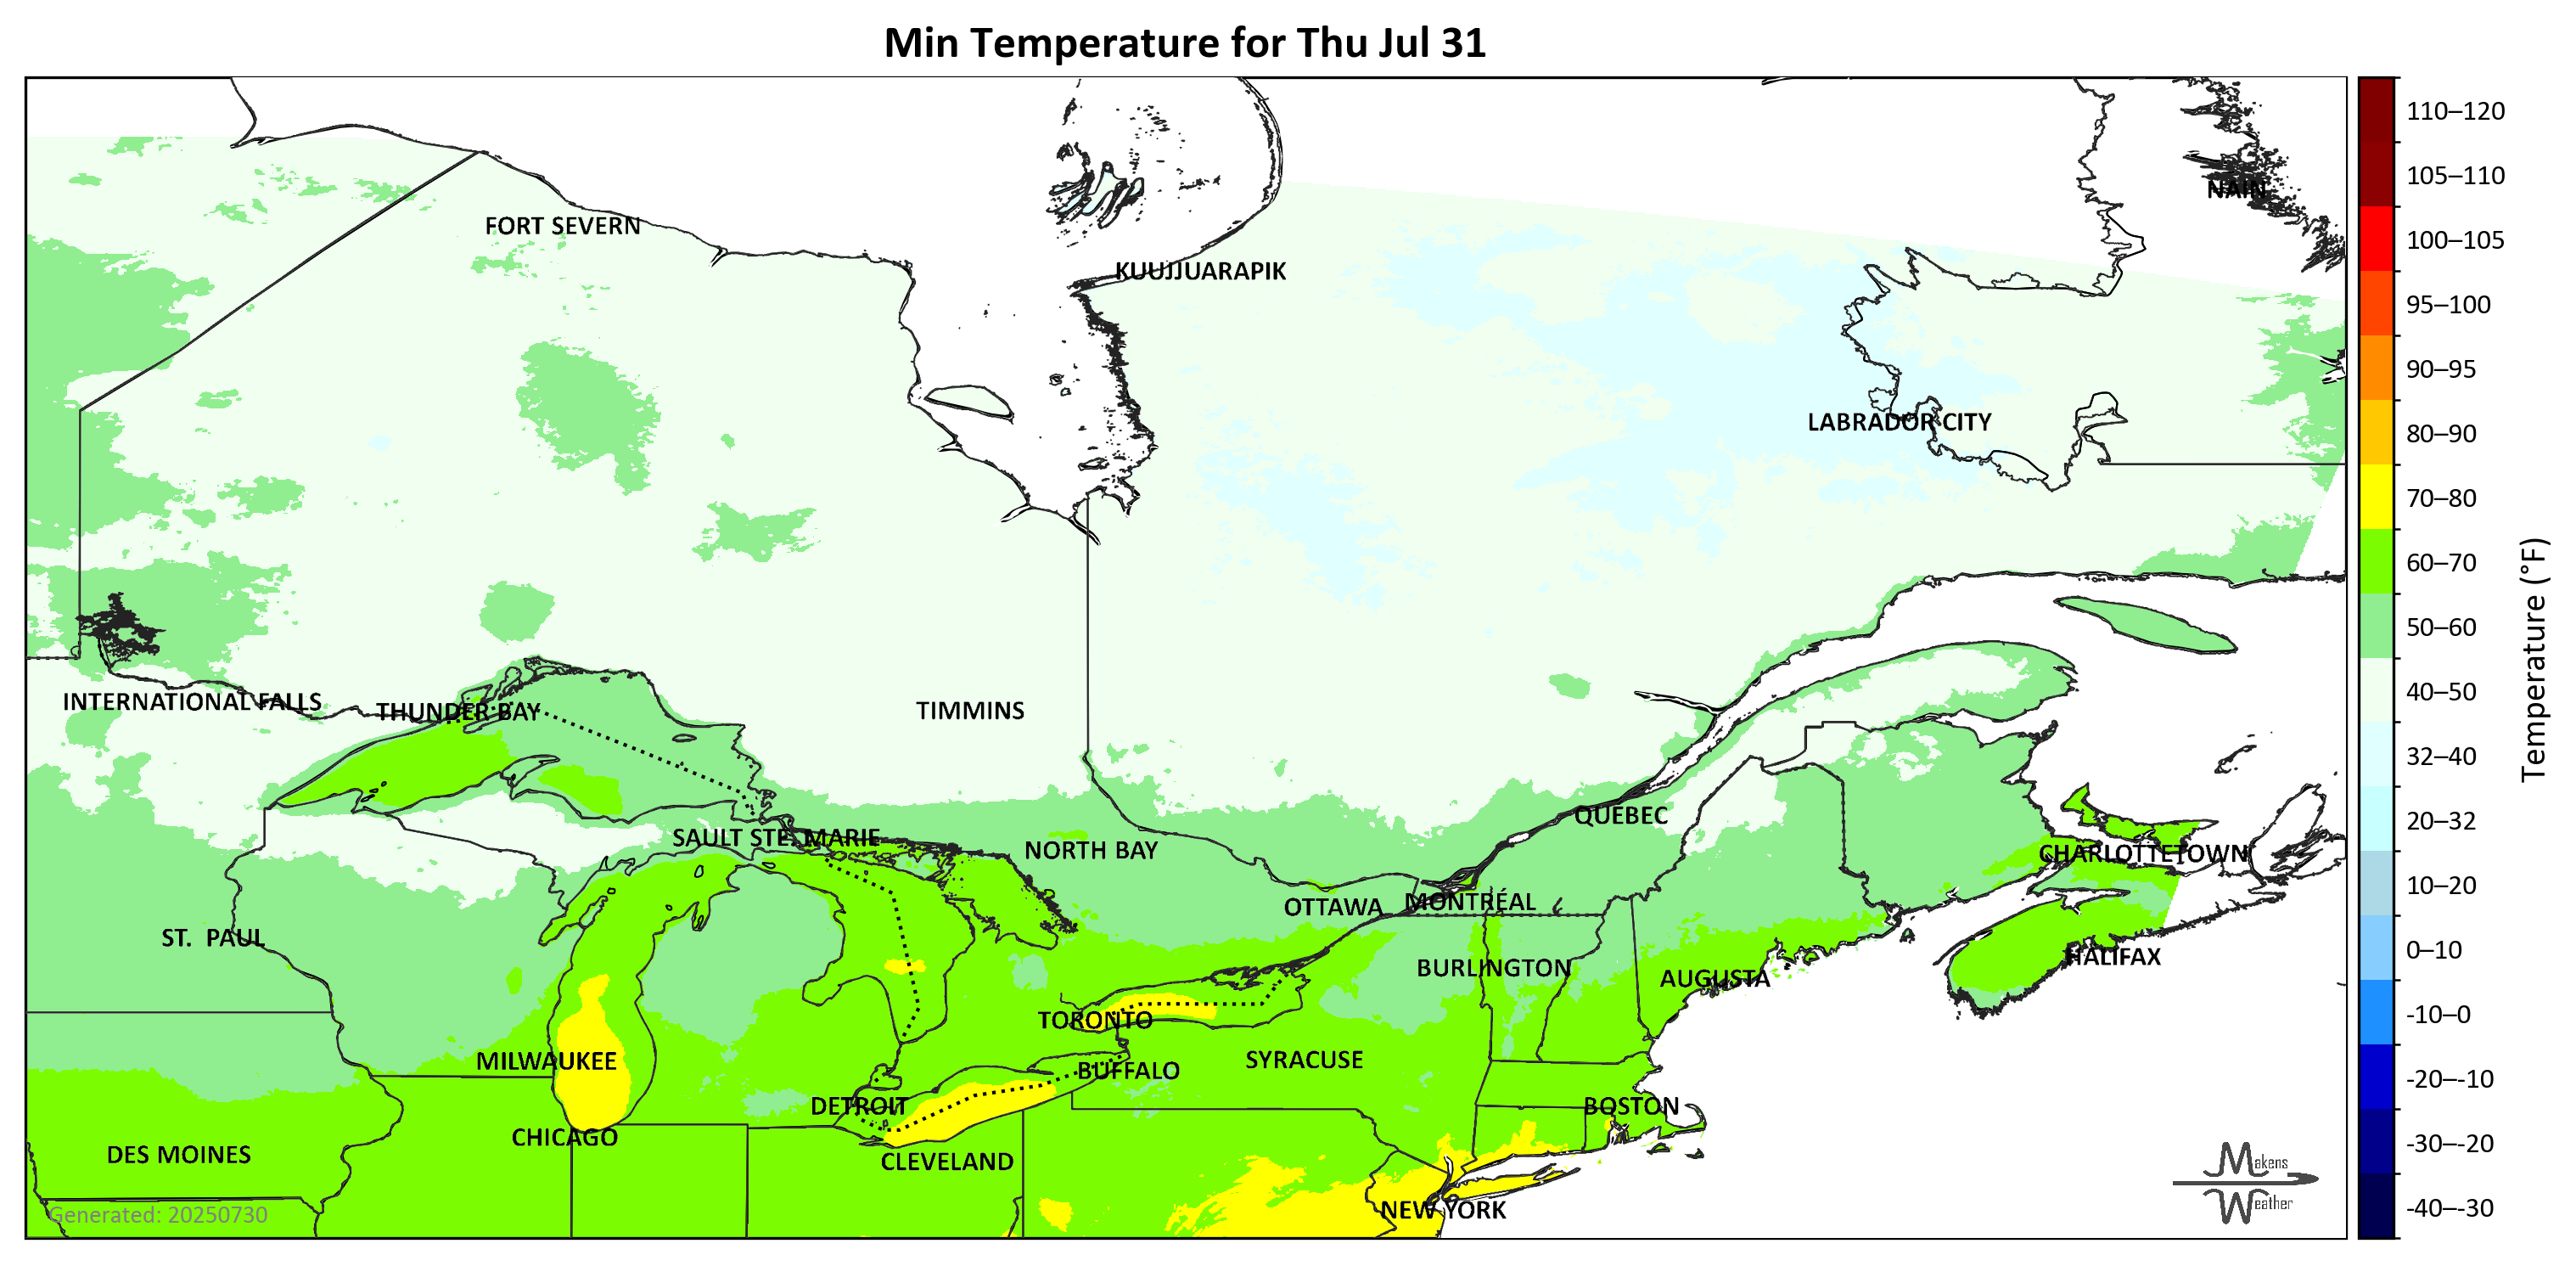 Min Temperature for Thu Jul 31
110–120
105–110
100–105
95–100
90–95
80–90
70–80
60–70
50–60
40–50
32–40
20–32
10–20
0–10
-10–0
-20–-10
-30–-20
-40–-30
Temperature (°F)
NAIN
FORT SEVERN
KUUJJUARAPIK
LABRADOR CITY
INTERNATIONAL FALLS
THUNDER BAY
TIMMINS
QUEBEC
SAULT STE. MARIE
NORTH BAY
CHARLOTTETOWN
OTTAWA
MONTRÉAL
ST. PAUL
HALIFAX
BURLINGTON
AUGUSTA
TORONTO
MILWAUKEE
SYRACUSE
BUFFALO
DETROIT
BOSTON
CHICAGO
DES MOINES
CLEVELAND
NEW YORK
Generated: 20250730
Makens
Weather